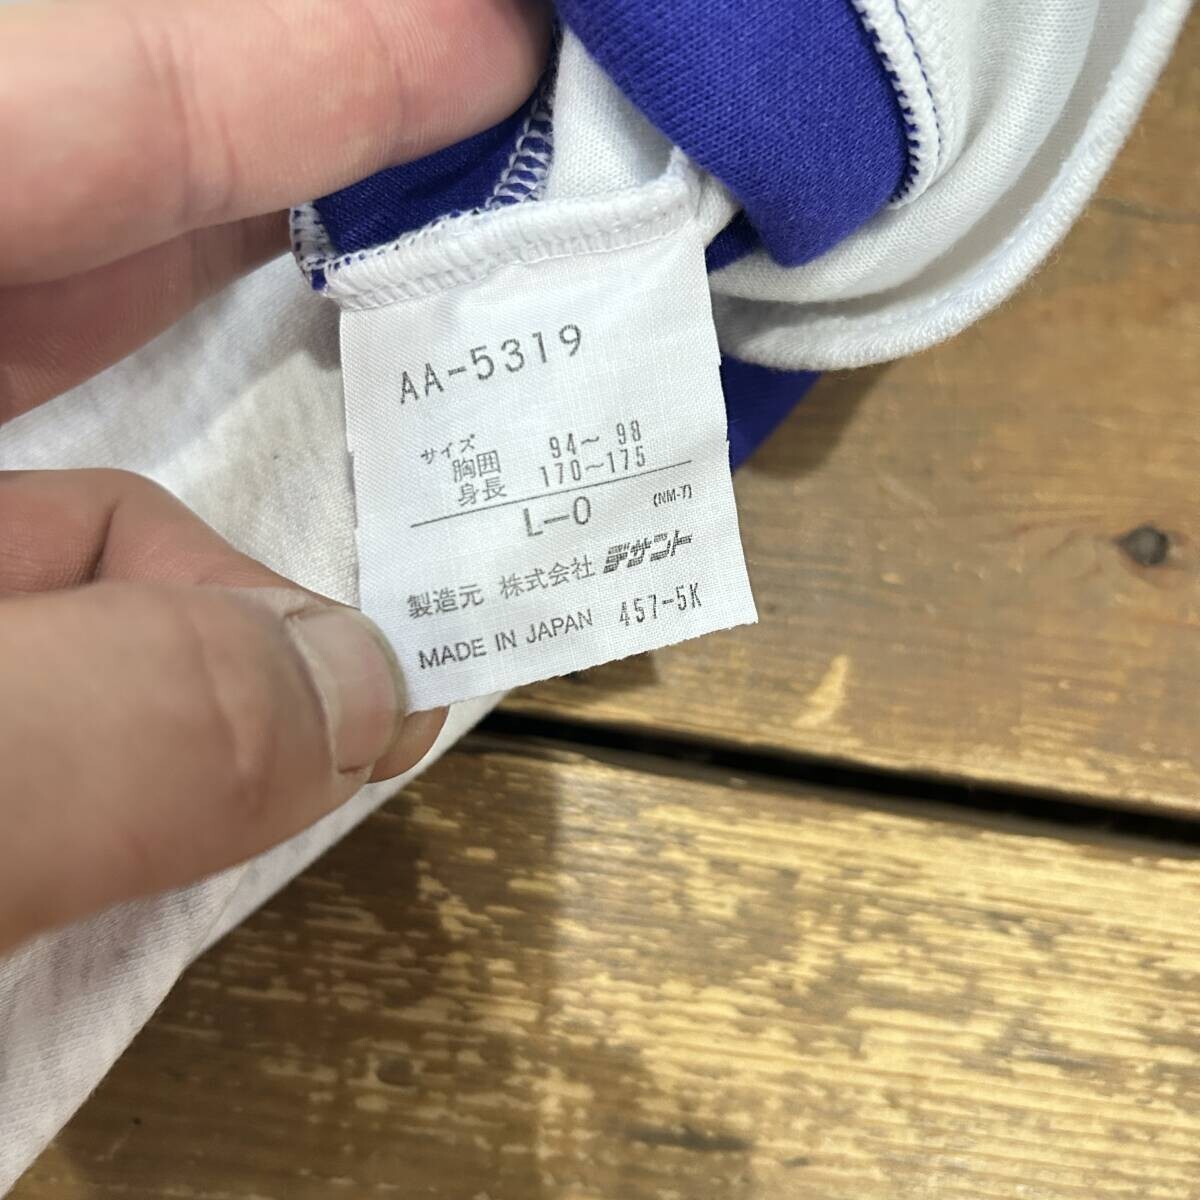 AA-5319
サイズ
胸囲 94～98
身長 170～175
L-O (NM-7)
製造元 株式会社 デサント
MADE IN JAPAN 457-5K